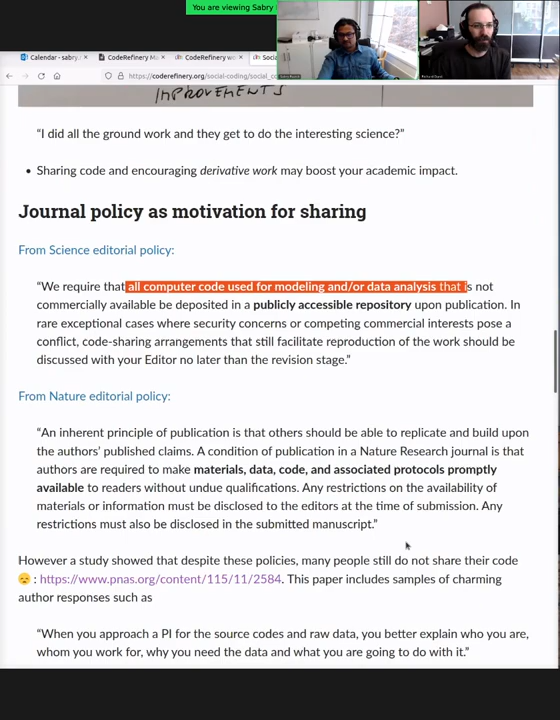 You are viewing Sabry
Calendar - sabry.r
CodeRefinery Ma
CodeRefinery wo
Socia
https://coderefinery.org/social-coding/social_co
IMPROVEMENTS
“I did all the ground work and they get to do the interesting science?”
• Sharing code and encouraging derivative work may boost your academic impact.
Journal policy as motivation for sharing
From Science editorial policy:
“We require that all computer code used for modeling and/or data analysis that is not
commercially available be deposited in a publicly accessible repository upon publication. In
rare exceptional cases where security concerns or competing commercial interests pose a
conflict, code-sharing arrangements that still facilitate reproduction of the work should be
discussed with your Editor no later than the revision stage.”
From Nature editorial policy:
“An inherent principle of publication is that others should be able to replicate and build upon
the authors’ published claims. A condition of publication in a Nature Research journal is that
authors are required to make materials, data, code, and associated protocols promptly
available to readers without undue qualifications. Any restrictions on the availability of
materials or information must be disclosed to the editors at the time of submission. Any
restrictions must also be disclosed in the submitted manuscript.”
However a study showed that despite these policies, many people still do not share their code
😞 : https://www.pnas.org/content/115/11/2584. This paper includes samples of charming
author responses such as
“When you approach a PI for the source codes and raw data, you better explain who you are,
whom you work for, why you need the data and what you are going to do with it.”